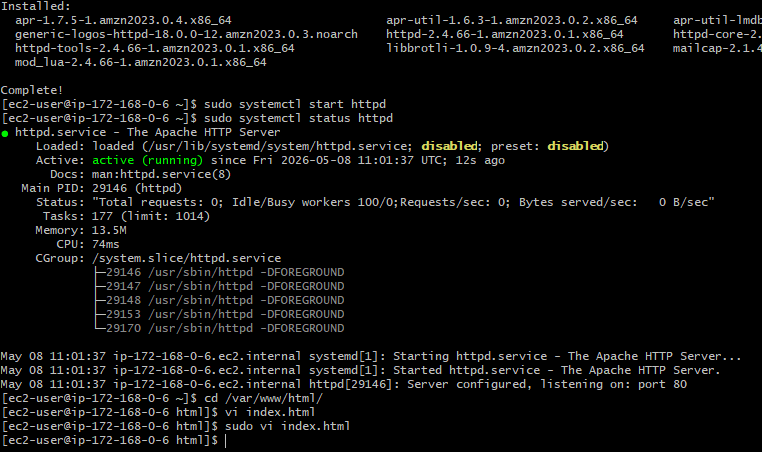 Installed:
  apr-1.7.5-1.amzn2023.0.4.x86_64                      apr-util-1.6.3-1.amzn2023.0.2.x86_64     apr-util-lmdb
  generic-logos-httpd-18.0.0-12.amzn2023.0.3.noarch    httpd-2.4.66-1.amzn2023.0.1.x86_64       httpd-core-2.
  httpd-tools-2.4.66-1.amzn2023.0.1.x86_64             libbrotli-1.0.9-4.amzn2023.0.2.x86_64    mailcap-2.1.4
  mod_lua-2.4.66-1.amzn2023.0.1.x86_64
Complete!
[ec2-user@ip-172-168-0-6 ~]$ sudo systemctl start httpd
[ec2-user@ip-172-168-0-6 ~]$ sudo systemctl status httpd
● httpd.service - The Apache HTTP Server
     Loaded: loaded (/usr/lib/systemd/system/httpd.service; disabled; preset: disabled)
     Active: active (running) since Fri 2026-05-08 11:01:37 UTC; 12s ago
       Docs: man:httpd.service(8)
   Main PID: 29146 (httpd)
     Status: "Total requests: 0; Idle/Busy workers 100/0;Requests/sec: 0; Bytes served/sec:   0 B/sec"
      Tasks: 177 (limit: 1014)
     Memory: 13.5M
        CPU: 74ms
     CGroup: /system.slice/httpd.service
             ├─29146 /usr/sbin/httpd -DFOREGROUND
             ├─29147 /usr/sbin/httpd -DFOREGROUND
             ├─29148 /usr/sbin/httpd -DFOREGROUND
             ├─29153 /usr/sbin/httpd -DFOREGROUND
             └─29170 /usr/sbin/httpd -DFOREGROUND
May 08 11:01:37 ip-172-168-0-6.ec2.internal systemd[1]: Starting httpd.service - The Apache HTTP Server...
May 08 11:01:37 ip-172-168-0-6.ec2.internal systemd[1]: Started httpd.service - The Apache HTTP Server.
May 08 11:01:37 ip-172-168-0-6.ec2.internal httpd[29146]: Server configured, listening on: port 80
[ec2-user@ip-172-168-0-6 ~]$ cd /var/www/html/
[ec2-user@ip-172-168-0-6 html]$ vi index.html
[ec2-user@ip-172-168-0-6 html]$ sudo vi index.html
[ec2-user@ip-172-168-0-6 html]$